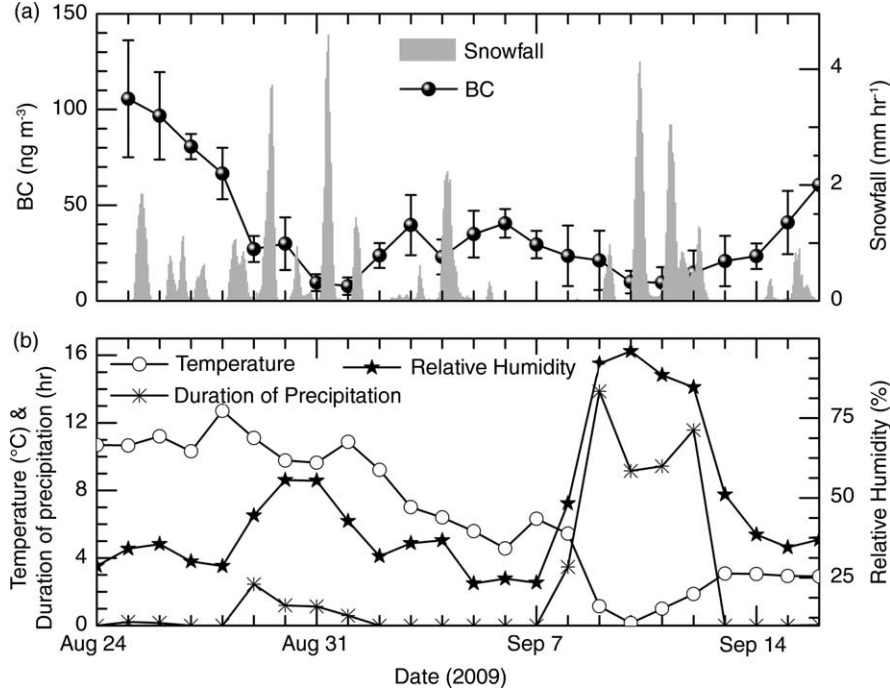 (a)
150
100
50
0
BC (ng m-3)
Snowfall
BC
4
2
0
Snowfall (mm hr-1)
(b)
16
12
8
4
0
Temperature (°C) &
Duration of precipitation (hr)
Temperature
Relative Humidity
Duration of Precipitation
75
50
25
Relative Humidity (%)
Aug 24
Aug 31
Sep 7
Sep 14
Date (2009)